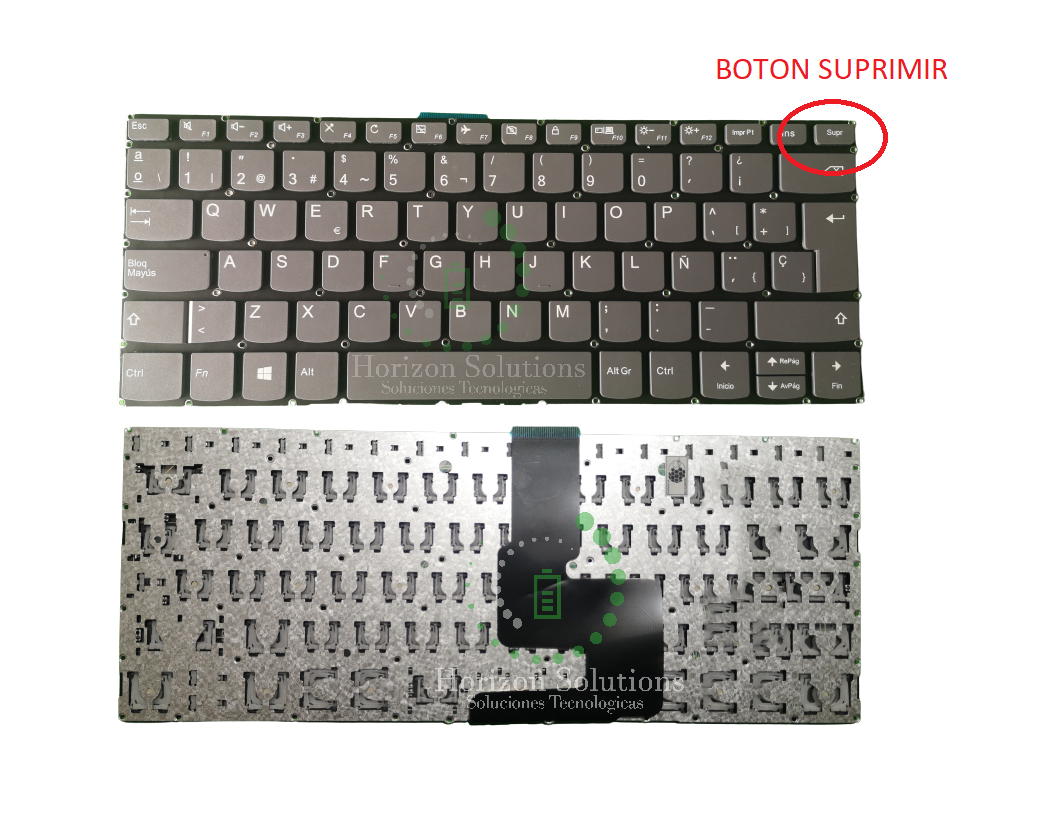 BOTON SUPRIMIR
Esc F1 F2 F3 F4 F5 F6 F7 F8 F9 F10 F11 F12 Impr Pt Ins Supr
a ! " · $ % & / ( ) = ? ¿
o \ 1 | 2 @ 3 # 4 ~ 5 6 ¬ 7 8 9 0 ' ¡
Q W E € R T Y U I O P ^ ` [ * + ]
Bloq
Mayús A S D F G H J K L Ñ ¨ ´ { Ç }
> < Z X C V B N M ; , : . _ -
Ctrl Fn Alt Alt Gr Ctrl Inicio RePág AvPág Fin
Horizon Solutions
Soluciones Tecnologicas
Horizon Solutions
Soluciones Tecnologicas